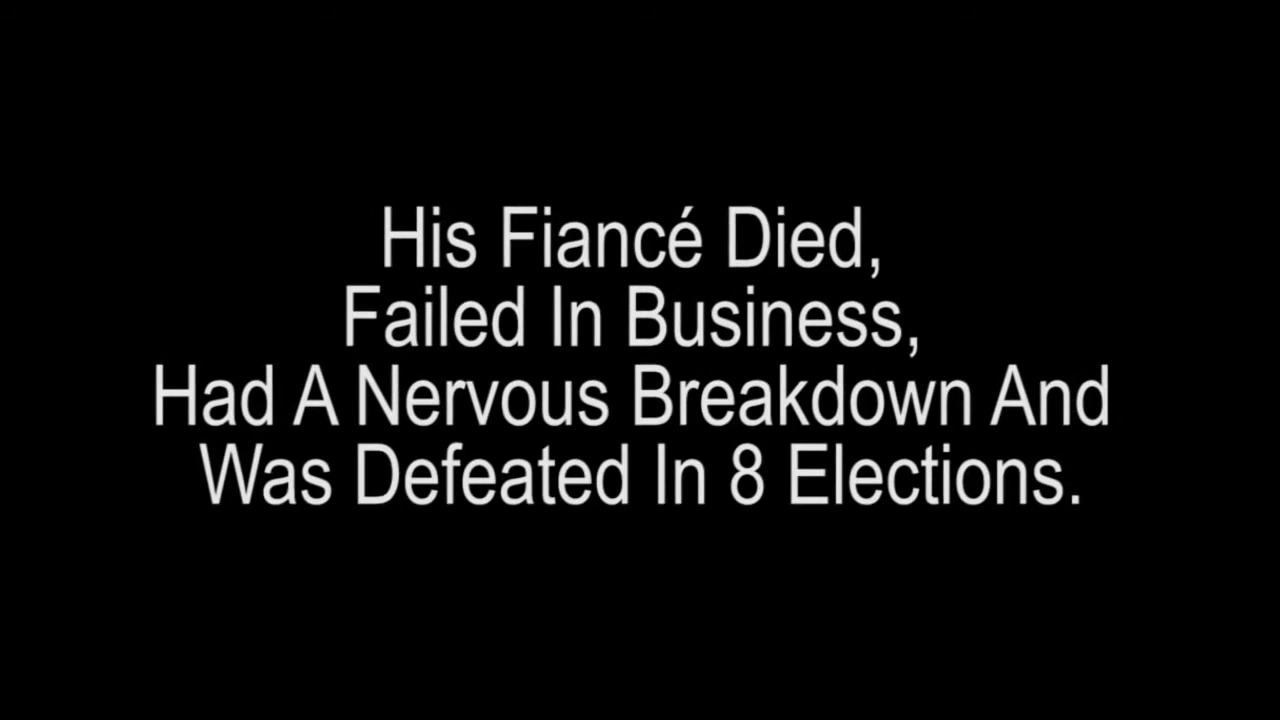 His Fiancé Died,
Failed In Business,
Had A Nervous Breakdown And
Was Defeated In 8 Elections.